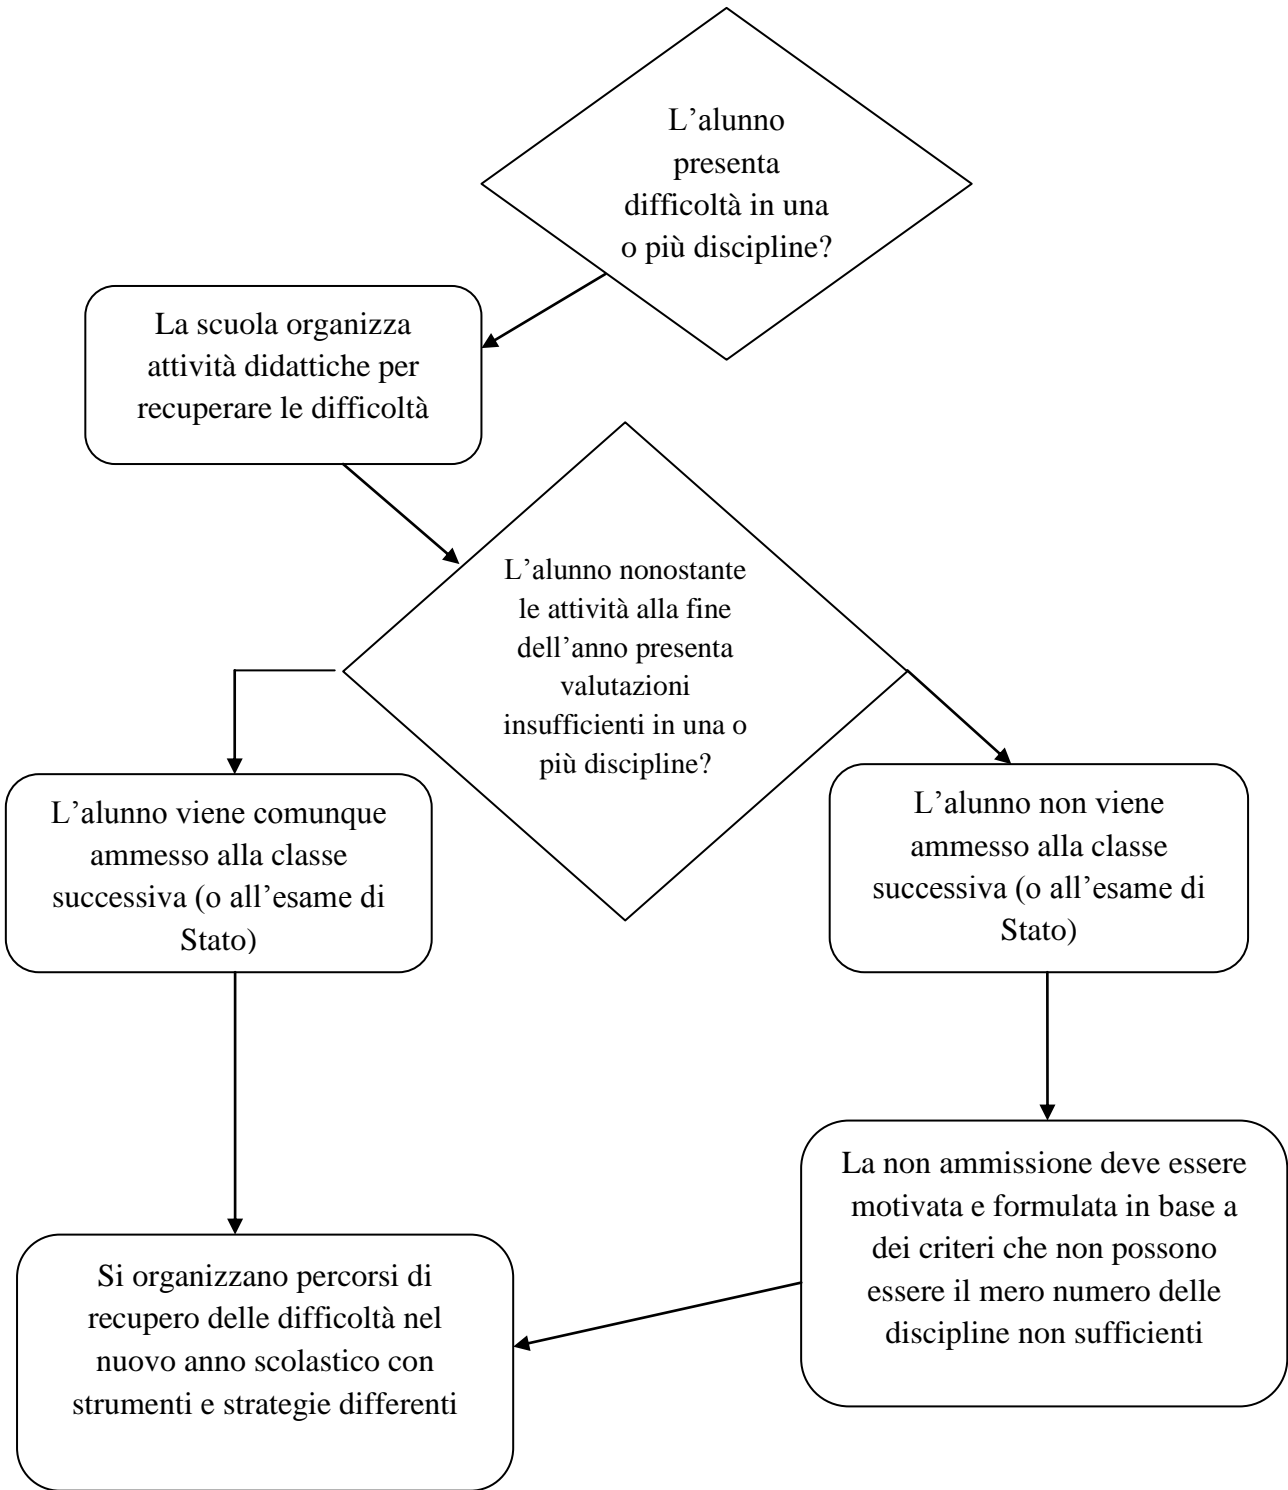 L’alunno
presenta
difficoltà in una
o più discipline?
La scuola organizza
attività didattiche per
recuperare le difficoltà
L’alunno nonostante
le attività alla fine
dell’anno presenta
valutazioni
insufficienti in una o
più discipline?
L’alunno viene comunque
ammesso alla classe
successiva (o all’esame di
Stato)
L’alunno non viene
ammesso alla classe
successiva (o all’esame di
Stato)
La non ammissione deve essere
motivata e formulata in base a
dei criteri che non possono
essere il mero numero delle
discipline non sufficienti
Si organizzano percorsi di
recupero delle difficoltà nel
nuovo anno scolastico con
strumenti e strategie differenti